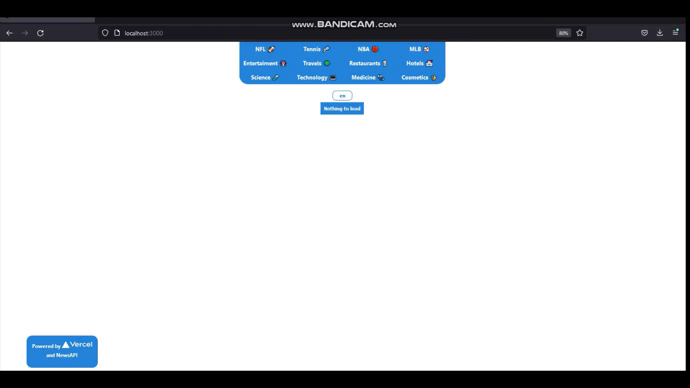 WWW.BANDICAM.COM
localhost:3000
80%
NFL Tennis NBA MLB
Entertaiment Travels Restaurants Hotels
Science Technology Medicine Cosmetics
en
Nothing to load
Powered by Vercel
and NewsAPI